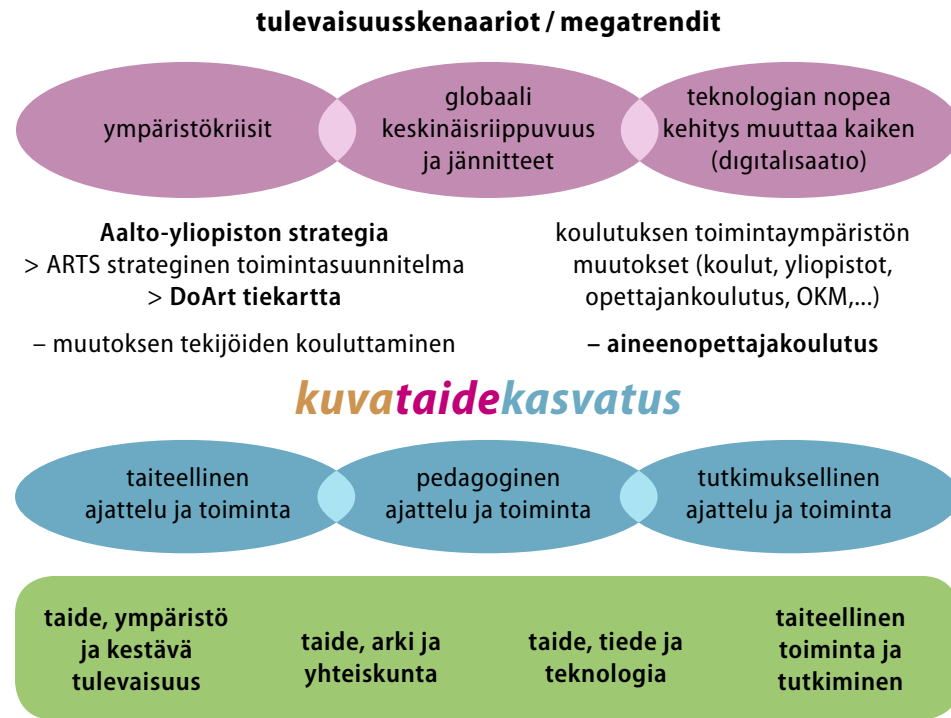 tulevaisuusskenaariot / megatrendit
ympäristökriisit
globaali
keskinäisriippuvuus
ja jännitteet
teknologian nopea
kehitys muuttaa kaiken
(digitalisaatio)
Aalto-yliopiston strategia
> ARTS strateginen toimintasuunnitelma
> DoArt tiekartta
– muutoksen tekijöiden kouluttaminen
koulutuksen toimintaympäristön
muutokset (koulut, yliopistot,
opettajankoulutus, OKM,...)
– aineenopettajakoulutus
kuvataidekasvatus
taiteellinen
ajattelu ja toiminta
pedagoginen
ajattelu ja toiminta
tutkimuksellinen
ajattelu ja toiminta
taide, ympäristö
ja kestävä
tulevaisuus
taide, arki ja
yhteiskunta
taide, tiede ja
teknologia
taiteellinen
toiminta ja
tutkiminen